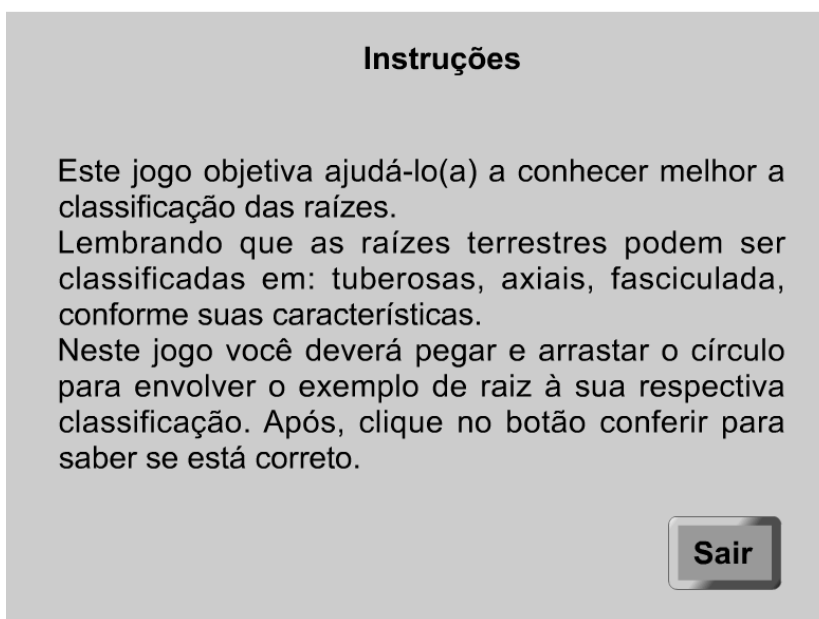 Instruções
Este jogo objetiva ajudá-lo(a) a conhecer melhor a
classificação das raízes.
Lembrando que as raízes terrestres podem ser
classificadas em: tuberosas, axiais, fasciculada,
conforme suas características.
Neste jogo você deverá pegar e arrastar o círculo
para envolver o exemplo de raiz à sua respectiva
classificação. Após, clique no botão conferir para
saber se está correto.
Sair